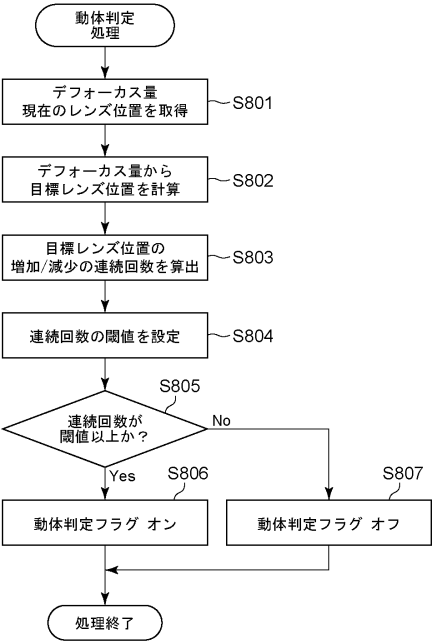 動体判定
処理
デフォーカス量
現在のレンズ位置を取得
S801
デフォーカス量から
目標レンズ位置を計算
S802
目標レンズ位置の
増加/減少の連続回数を算出
S803
連続回数の閾値を設定
S804
S805
連続回数が
閾値以上か？
No
Yes
S806
動体判定フラグ オン
S807
動体判定フラグ オフ
処理終了